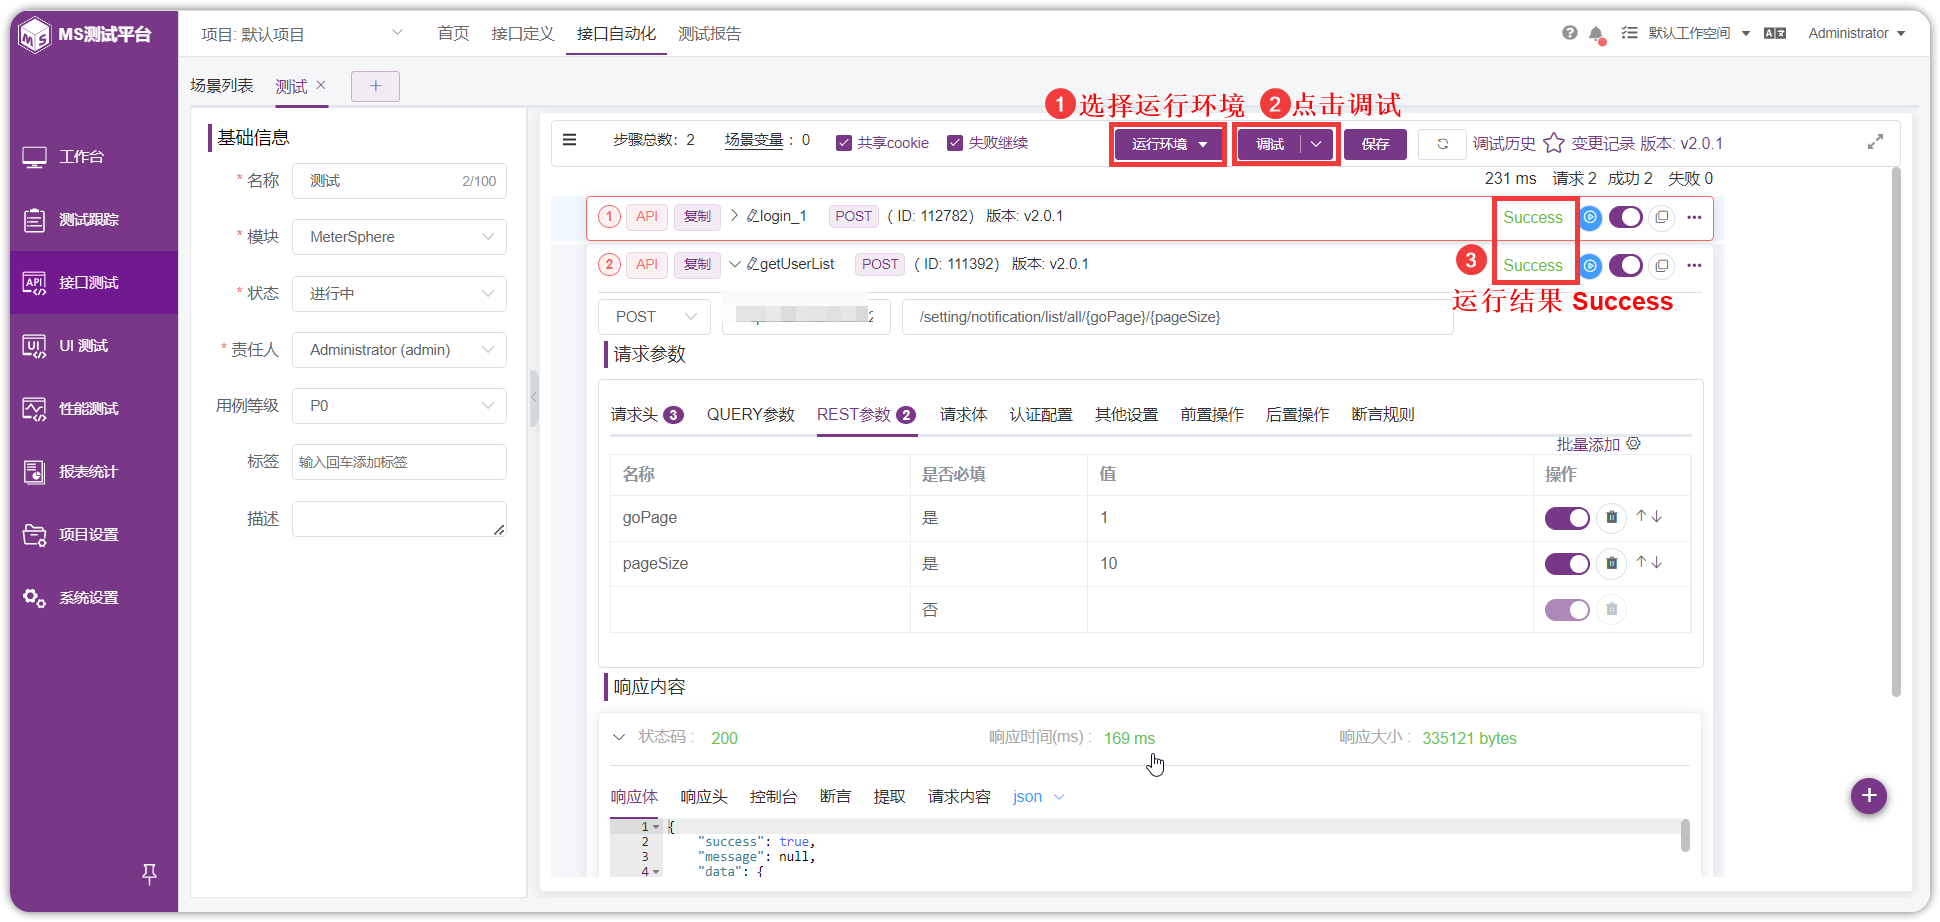 MS测试平台
项目: 默认项目
首页 接口定义 接口自动化 测试报告
默认工作空间
Administrator
场景列表 测试
工作台
测试跟踪
接口测试
UI 测试
性能测试
报表统计
项目设置
系统设置
基础信息
* 名称 测试 2/100
* 模块 MeterSphere
* 状态 进行中
* 责任人 Administrator (admin)
用例等级 P0
标签 输入回车添加标签
描述
1 选择运行环境 2 点击调试
步骤总数: 2 场景变量 : 0 共享cookie 失败继续 运行环境 调试 保存 调试历史 变更记录 版本: v2.0.1
231 ms 请求 2 成功 2 失败 0
1 API 复制 login_1 POST ( ID: 112782) 版本: v2.0.1 Success
2 API 复制 getUserList POST ( ID: 111392) 版本: v2.0.1 3 Success
运行结果 Success
POST /setting/notification/list/all/{goPage}/{pageSize}
请求参数
请求头 3 QUERY参数 REST参数 2 请求体 认证配置 其他设置 前置操作 后置操作 断言规则
批量添加
名称 是否必填 值 操作
goPage 是 1
pageSize 是 10
否
响应内容
状态码 : 200 响应时间(ms) : 169 ms 响应大小 : 335121 bytes
响应体 响应头 控制台 断言 提取 请求内容 json
1 {
2 "success": true,
3 "message": null,
4 "data": {